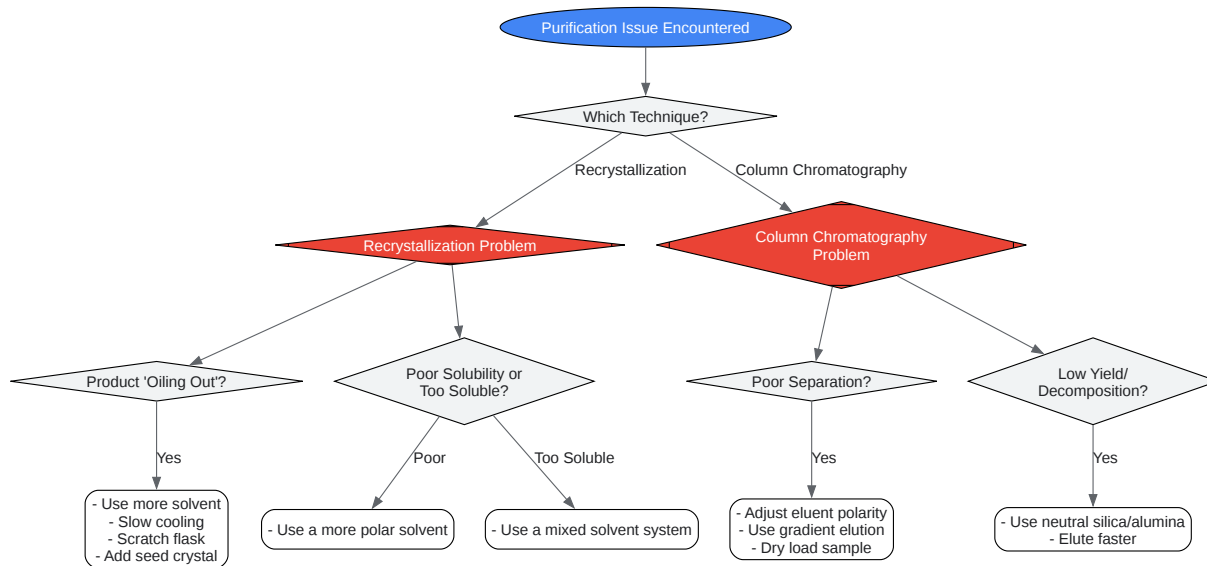 Purification Issue Encountered
Which Technique?
Recrystallization
Column Chromatography
Recrystallization Problem
Column Chromatography
Problem
Product 'Oiling Out'?
Poor Solubility or
Too Soluble?
Poor Separation?
Low Yield/
Decomposition?
Yes
Poor
Too Soluble
Yes
Yes
- Use more solvent
- Slow cooling
- Scratch flask
- Add seed crystal
- Use a more polar solvent
- Use a mixed solvent system
- Adjust eluent polarity
- Use gradient elution
- Dry load sample
- Use neutral silica/alumina
- Elute faster